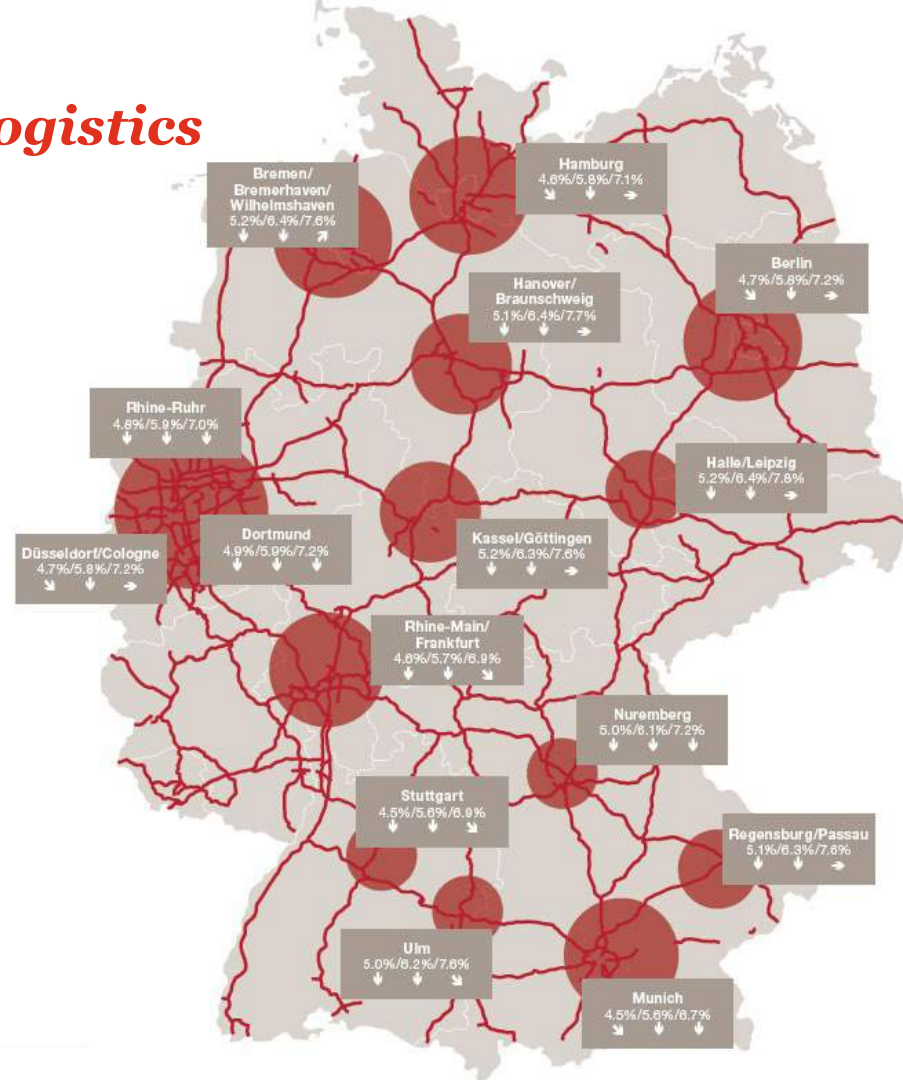 ogistics
Bremen/
Bremerhaven/
Wilhelmshaven
5.2%/6.4%/7.6%
Hamburg
4.6%/5.8%/7.1%
Berlin
4.7%/5.8%/7.2%
Hanover/
Braunschweig
5.1%/6.4%/7.7%
Rhine-Ruhr
4.8%/5.9%/7.0%
Halle/Leipzig
5.2%/6.4%/7.8%
Dortmund
4.9%/5.9%/7.2%
Kassel/Göttingen
5.2%/6.3%/7.6%
Düsseldorf/Cologne
4.7%/5.8%/7.2%
Rhine-Main/
Frankfurt
4.6%/5.7%/6.9%
Nuremberg
5.0%/6.1%/7.2%
Stuttgart
4.5%/5.6%/6.9%
Regensburg/Passau
5.1%/6.3%/7.6%
Ulm
5.0%/6.2%/7.6%
Munich
4.5%/5.6%/6.7%